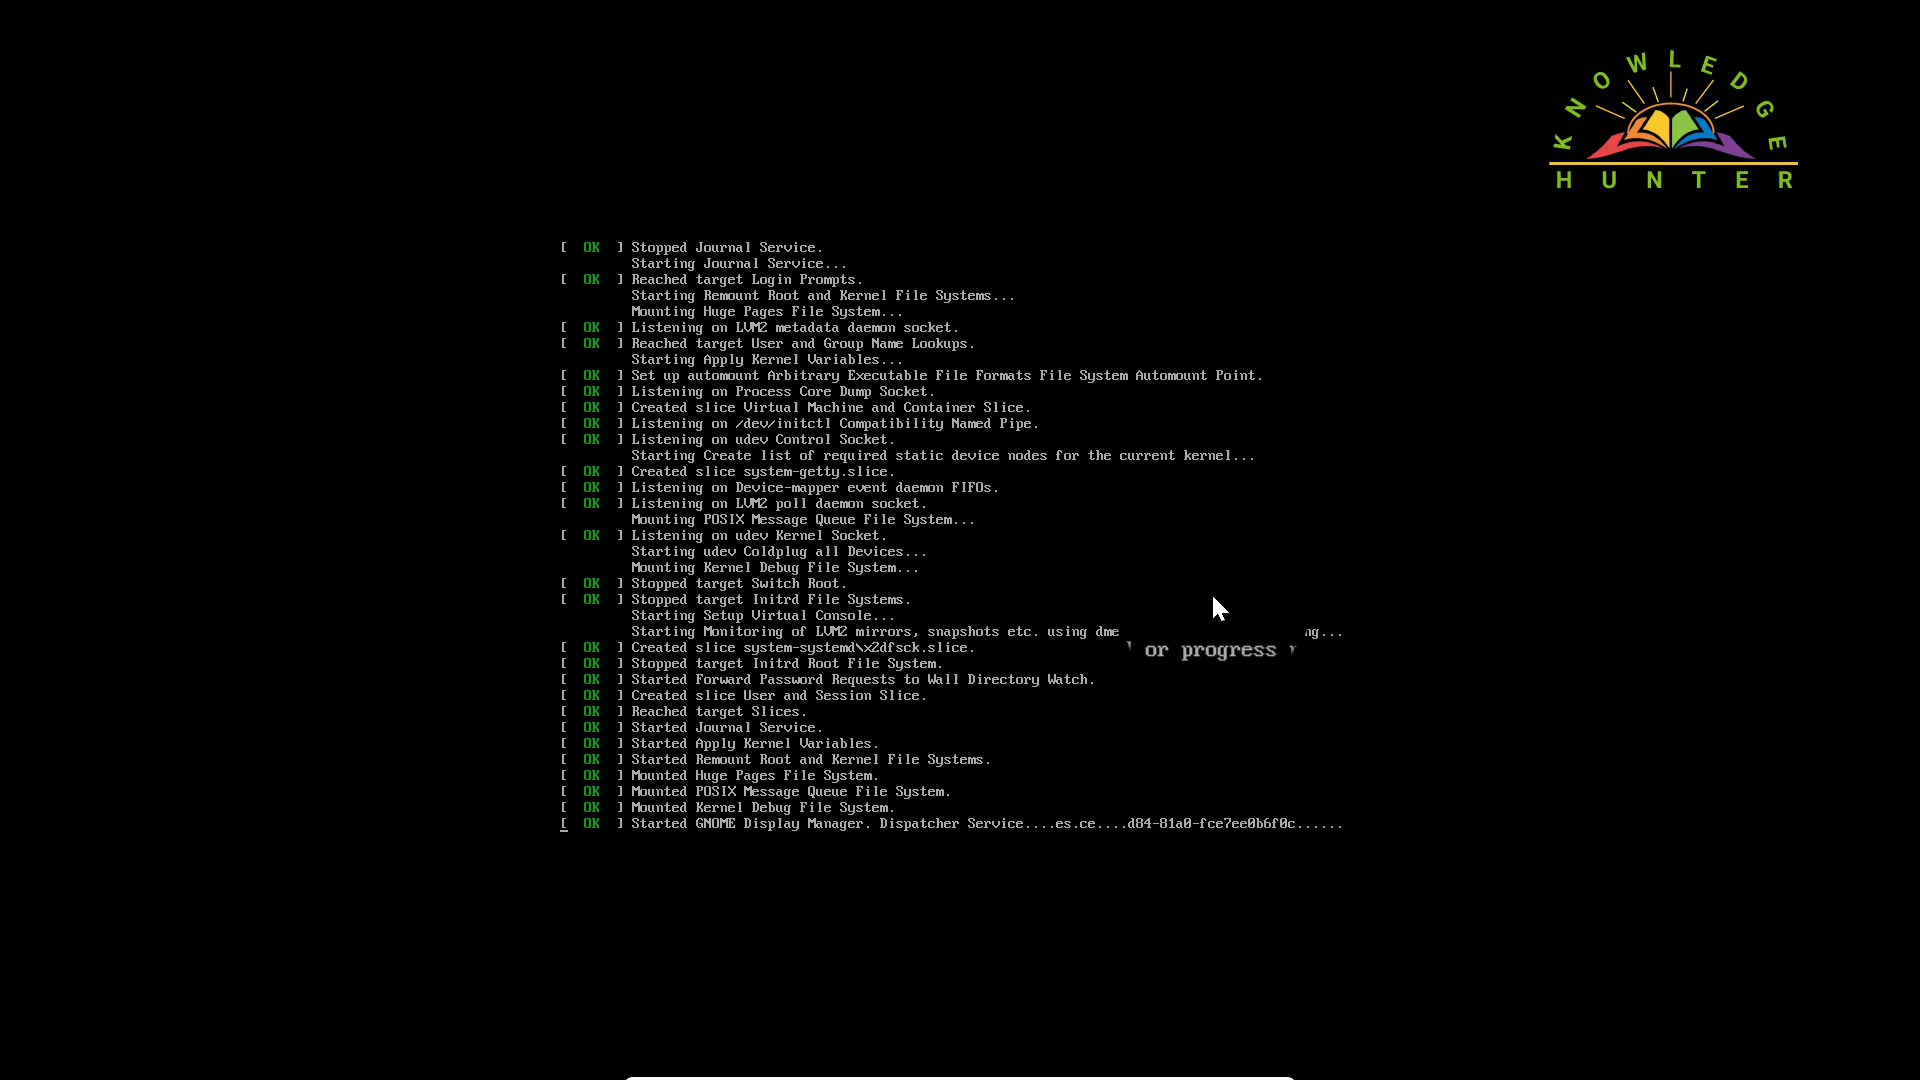 KNOWLEDGE
HUNTER
[  OK  ] Stopped Journal Service.
Starting Journal Service...
[  OK  ] Reached target Login Prompts.
Starting Remount Root and Kernel File Systems...
Mounting Huge Pages File System...
[  OK  ] Listening on LVM2 metadata daemon socket.
[  OK  ] Reached target User and Group Name Lookups.
Starting Apply Kernel Variables...
[  OK  ] Set up automount Arbitrary Executable File Formats File System Automount Point.
[  OK  ] Listening on Process Core Dump Socket.
[  OK  ] Created slice Virtual Machine and Container Slice.
[  OK  ] Listening on /dev/initctl Compatibility Named Pipe.
[  OK  ] Listening on udev Control Socket.
Starting Create list of required static device nodes for the current kernel...
[  OK  ] Created slice system-getty.slice.
[  OK  ] Listening on Device-mapper event daemon FIFOs.
[  OK  ] Listening on LVM2 poll daemon socket.
Mounting POSIX Message Queue File System...
[  OK  ] Listening on udev Kernel Socket.
Starting udev Coldplug all Devices...
Mounting Kernel Debug File System...
[  OK  ] Stopped target Switch Root.
[  OK  ] Stopped target Initrd File Systems.
Starting Setup Virtual Console...
Starting Monitoring of LVM2 mirrors, snapshots etc. using dme ng...
or progress
[  OK  ] Created slice system-systemd\x2dfsck.slice.
[  OK  ] Stopped target Initrd Root File System.
[  OK  ] Started Forward Password Requests to Wall Directory Watch.
[  OK  ] Created slice User and Session Slice.
[  OK  ] Reached target Slices.
[  OK  ] Started Journal Service.
[  OK  ] Started Apply Kernel Variables.
[  OK  ] Started Remount Root and Kernel File Systems.
[  OK  ] Mounted Huge Pages File System.
[  OK  ] Mounted POSIX Message Queue File System.
[  OK  ] Mounted Kernel Debug File System.
[  OK  ] Started GNOME Display Manager. Dispatcher Service....es.ce....d84-81a0-fce7ee0b6f0c......